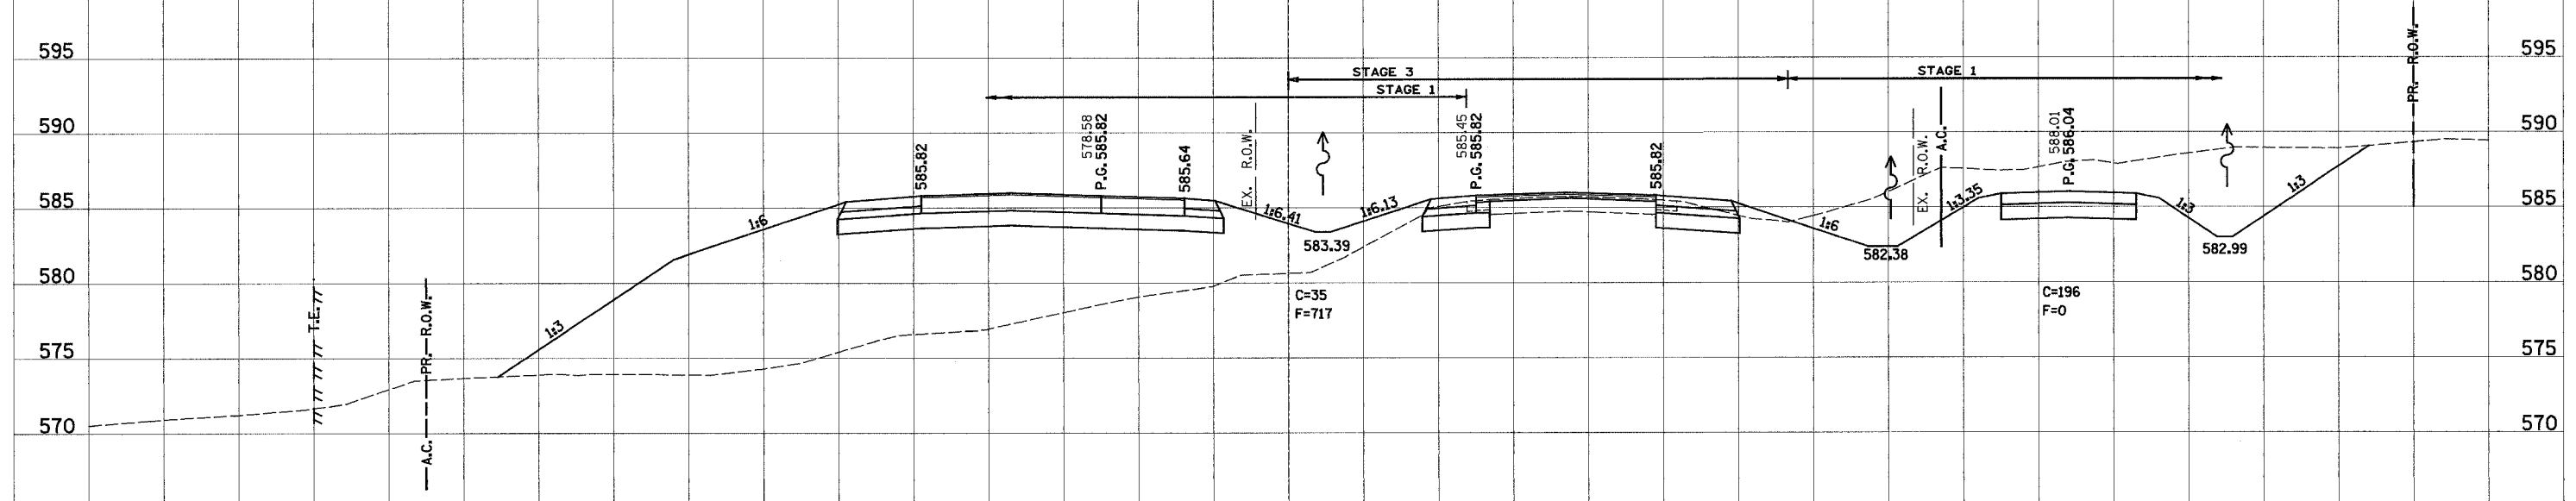 595
595
STAGE 3
STAGE 1
STAGE 1
590
590
585.82
578.58
P.G. 585.82
585.64
EX. R.O.W.
585.45
P.G. 585.82
585.82
EX. R.O.W.
A.C.
588.01
P.G. 586.04
PR. R.O.W.
585
585
1:6
1:6.41
1:6.13
583.39
1:6
582.38
1:3.35
1:3
582.99
1:3
580
580
C=35
F=717
C=196
F=0
T.E.
1:3
575
575
A.C. PR. R.O.W.
570
570